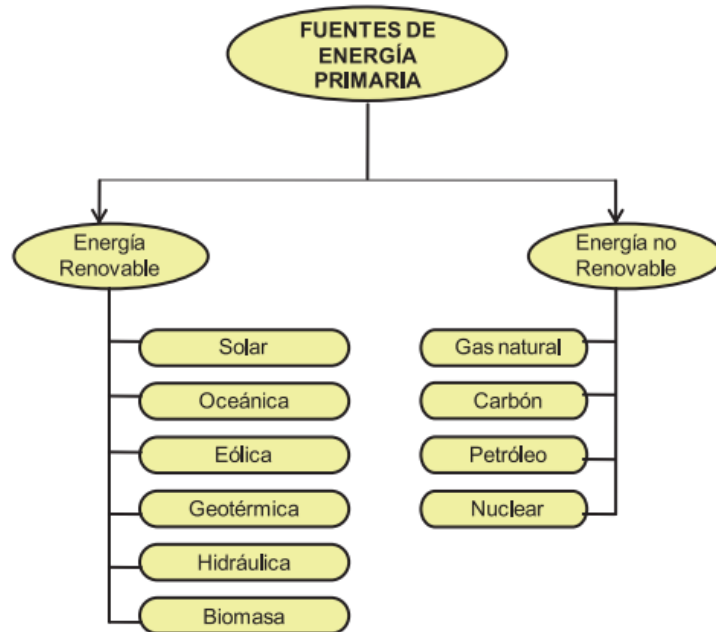 FUENTES DE
ENERGÍA
PRIMARIA
Energía
Renovable
Energía no
Renovable
Solar
Oceánica
Eólica
Geotérmica
Hidráulica
Biomasa
Gas natural
Carbón
Petróleo
Nuclear